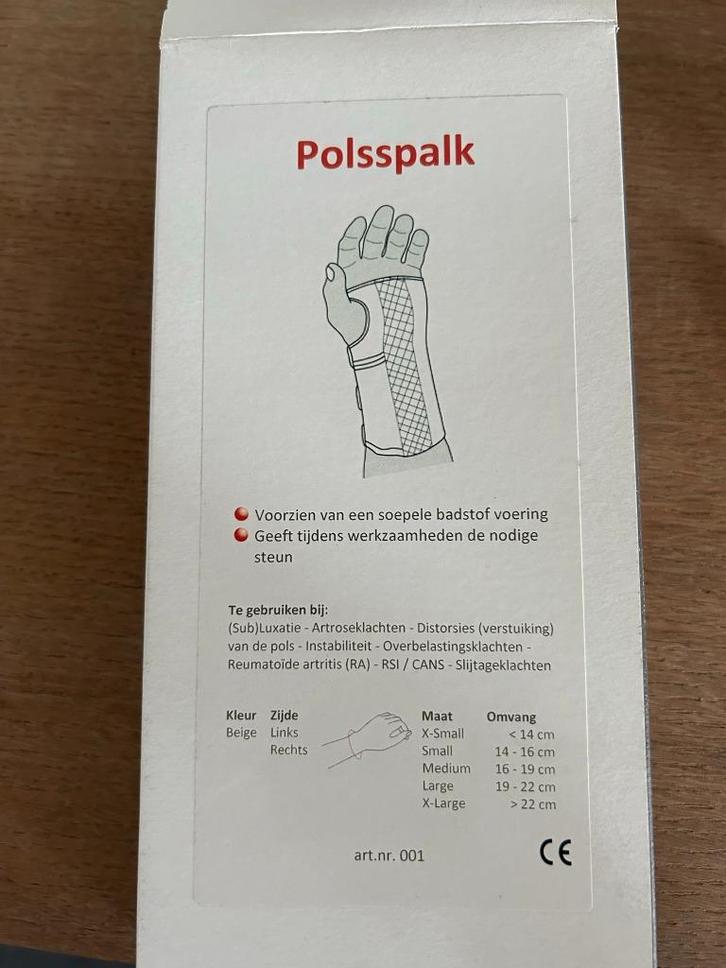 Polsspalk
Voorzien van een soepele badstof voering
Geeft tijdens werkzaamheden de nodige
steun
Te gebruiken bij:
(Sub)Luxatie - Artroseklachten - Distorsies (verstuiking)
van de pols - Instabiliteit - Overbelastingsklachten -
Reumatoïde artritis (RA) - RSI / CANS - Slijtageklachten
Kleur Zijde Maat Omvang
Beige Links X-Small < 14 cm
Rechts Small 14 - 16 cm
Medium 16 - 19 cm
Large 19 - 22 cm
X-Large > 22 cm
art.nr. 001 CE